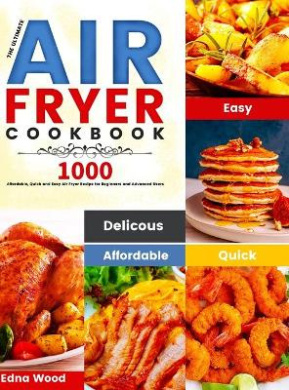 THE ULTIMATE
AIR
FRYER
COOKBOOK
1000
Affordable, Quick and Easy Air Fryer Recipe for Beginners and Advanced Users
Easy
Delicous
Affordable
Quick
Edna Wood